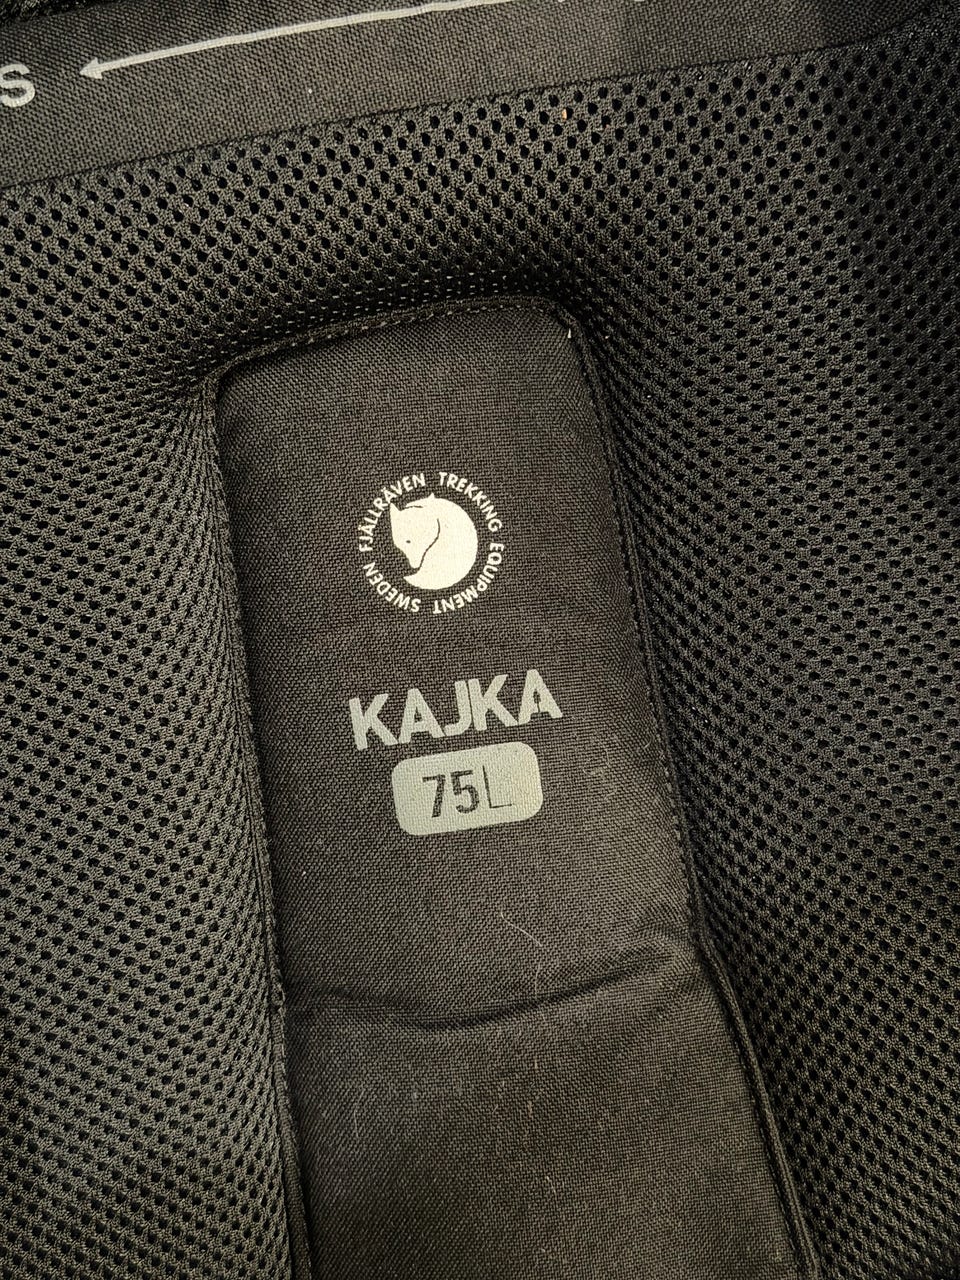 S
FJÄLLRÄVEN TREKKING EQUIPMENT SWEDEN
KAJKA
75L